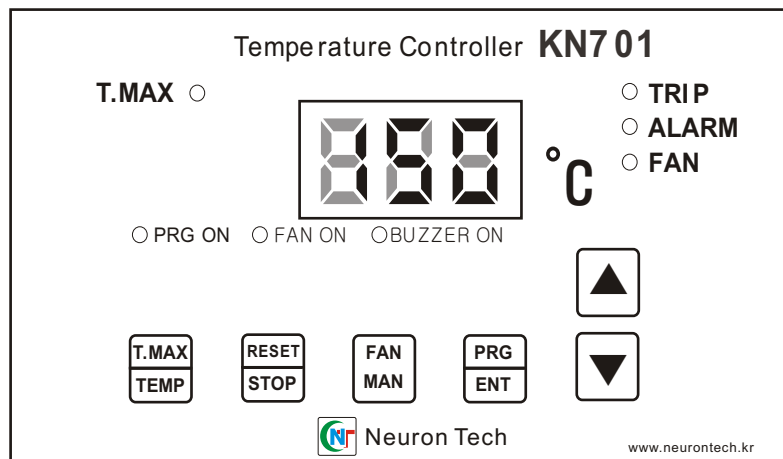 Temperature Controller KN701
T.MAX
TRIP
ALARM
FAN
150
°C
PRG ON FAN ON BUZZER ON
T.MAX
TEMP
RESET
STOP
FAN
MAN
PRG
ENT
Neuron Tech
www.neurontech.kr